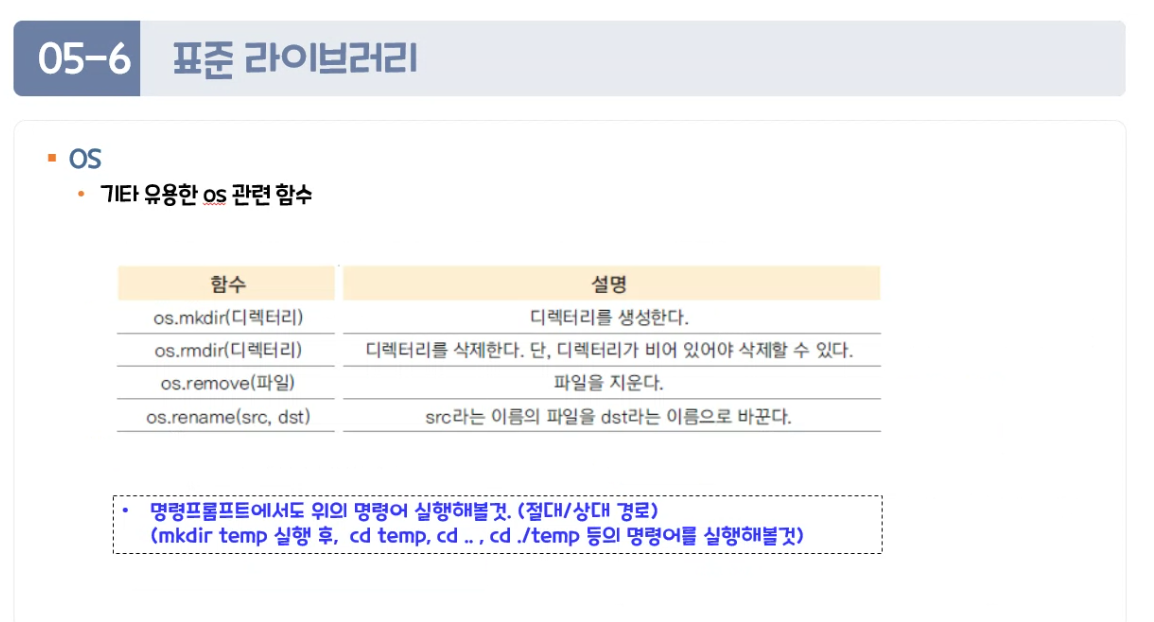 05-6 표준 라이브러리
OS
기타 유용한 os 관련 함수
함수 설명
os.mkdir(디렉터리) 디렉터리를 생성한다.
os.rmdir(디렉터리) 디렉터리를 삭제한다. 단, 디렉터리가 비어 있어야 삭제할 수 있다.
os.remove(파일) 파일을 지운다.
os.rename(src, dst) src라는 이름의 파일을 dst라는 이름으로 바꾼다.
명령프롬프트에서도 위의 명령어 실행해볼것. (절대/상대 경로)
(mkdir temp 실행 후, cd temp, cd .. , cd ./temp 등의 명령어를 실행해볼것)